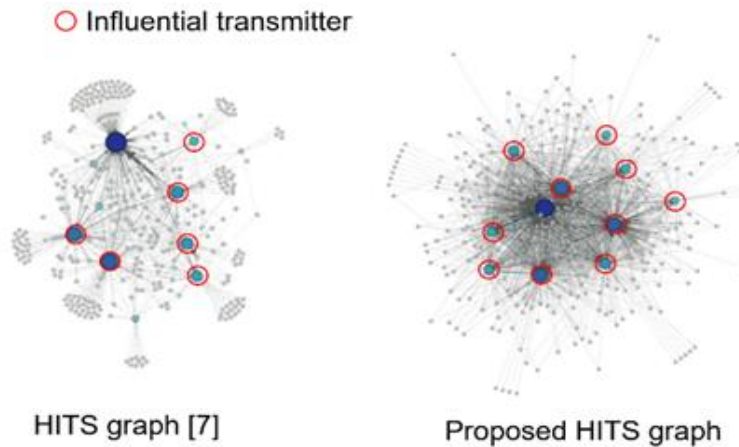 Influential transmitter
HITS graph [7]
Proposed HITS graph